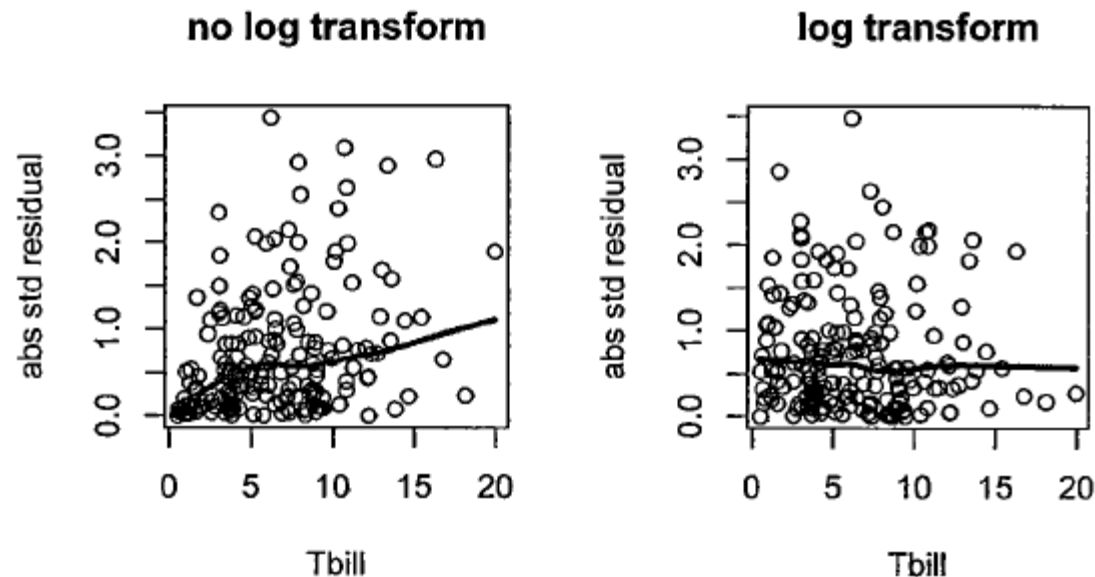 no log transform
abs std residual
0.0 1.0 2.0 3.0
0 5 10 15 20
Tbill
log transform
abs std residual
0.0 1.0 2.0 3.0
0 5 10 15 20
Tbill